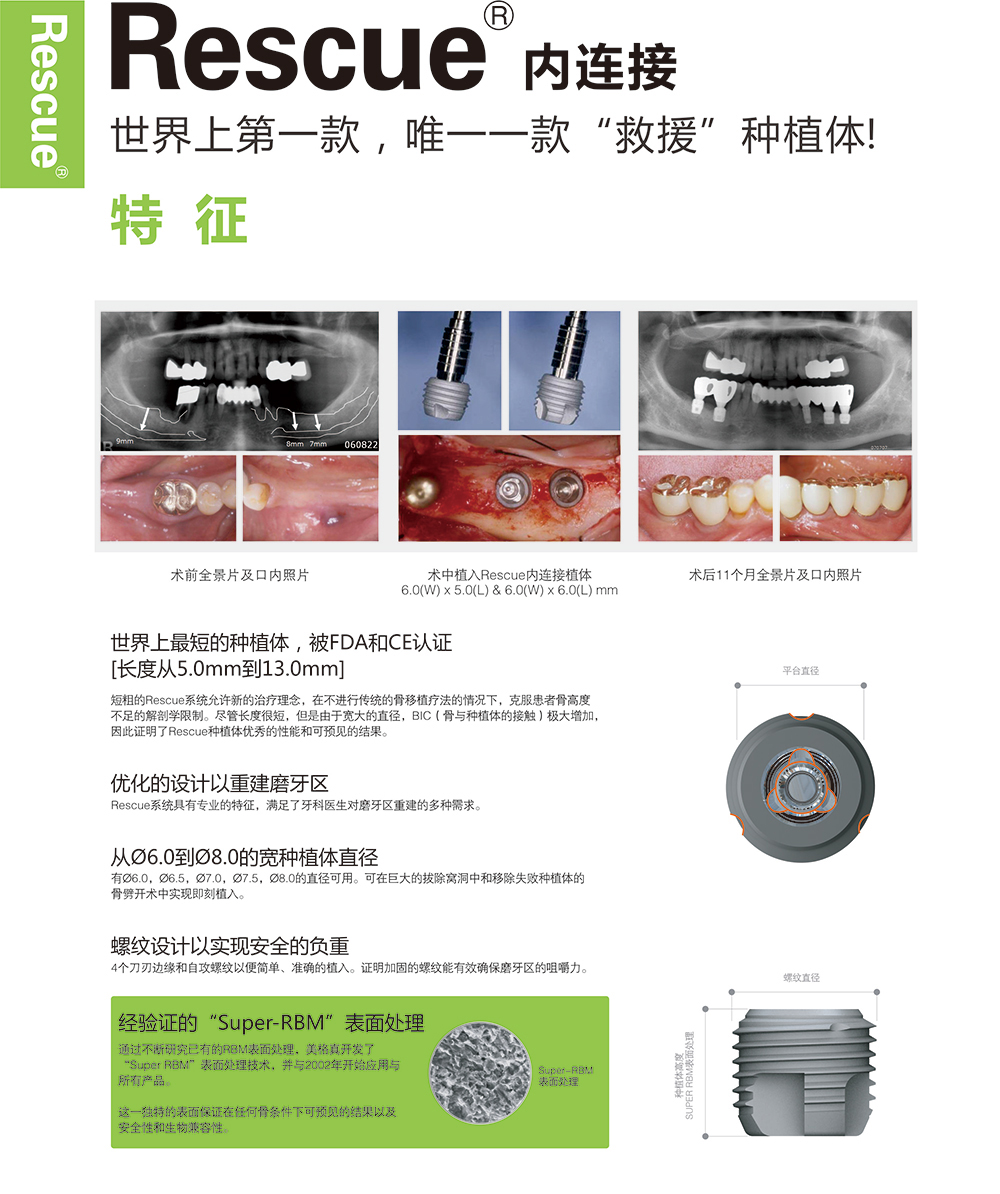 Rescue®
Rescue® 内连接
世界上第一款，唯一一款“救援”种植体!
特 征
9mm
8mm 7mm
060822
R
术前全景片及口内照片
术中植入Rescue内连接植体
6.0(W) x 5.0(L) & 6.0(W) x 6.0(L) mm
术后11个月全景片及口内照片
世界上最短的种植体，被FDA和CE认证
[长度从5.0mm到13.0mm]
短粗的Rescue系统允许新的治疗理念，在不进行传统的骨移植疗法的情况下，克服患者骨高度
不足的解剖学限制。尽管长度很短，但是由于宽大的直径，BIC（骨与种植体的接触）极大增加，
因此证明了Rescue种植体优秀的性能和可预见的结果。
优化的设计以重建磨牙区
Rescue系统具有专业的特征，满足了牙科医生对磨牙区重建的多种需求。
从Ø6.0到Ø8.0的宽种植体直径
有Ø6.0，Ø6.5，Ø7.0，Ø7.5，Ø8.0的直径可用。可在巨大的拔除窝洞中和移除失败种植体的
骨劈开术中实现即刻植入。
螺纹设计以实现安全的负重
4个刀刃边缘和自攻螺纹以便简单、准确的植入。证明加固的螺纹能有效确保磨牙区的咀嚼力。
经验证的“Super-RBM”表面处理
通过不断研究已有的RBM表面处理，美格真开发了
“Super RBM”表面处理技术，并与2002年开始应用与
所有产品。
这一独特的表面保证在任何骨条件下可预见的结果以及
安全性和生物兼容性。
Super-RBM
表面处理
平台直径
螺纹直径
种植体高度
SUPER RBM表面处理